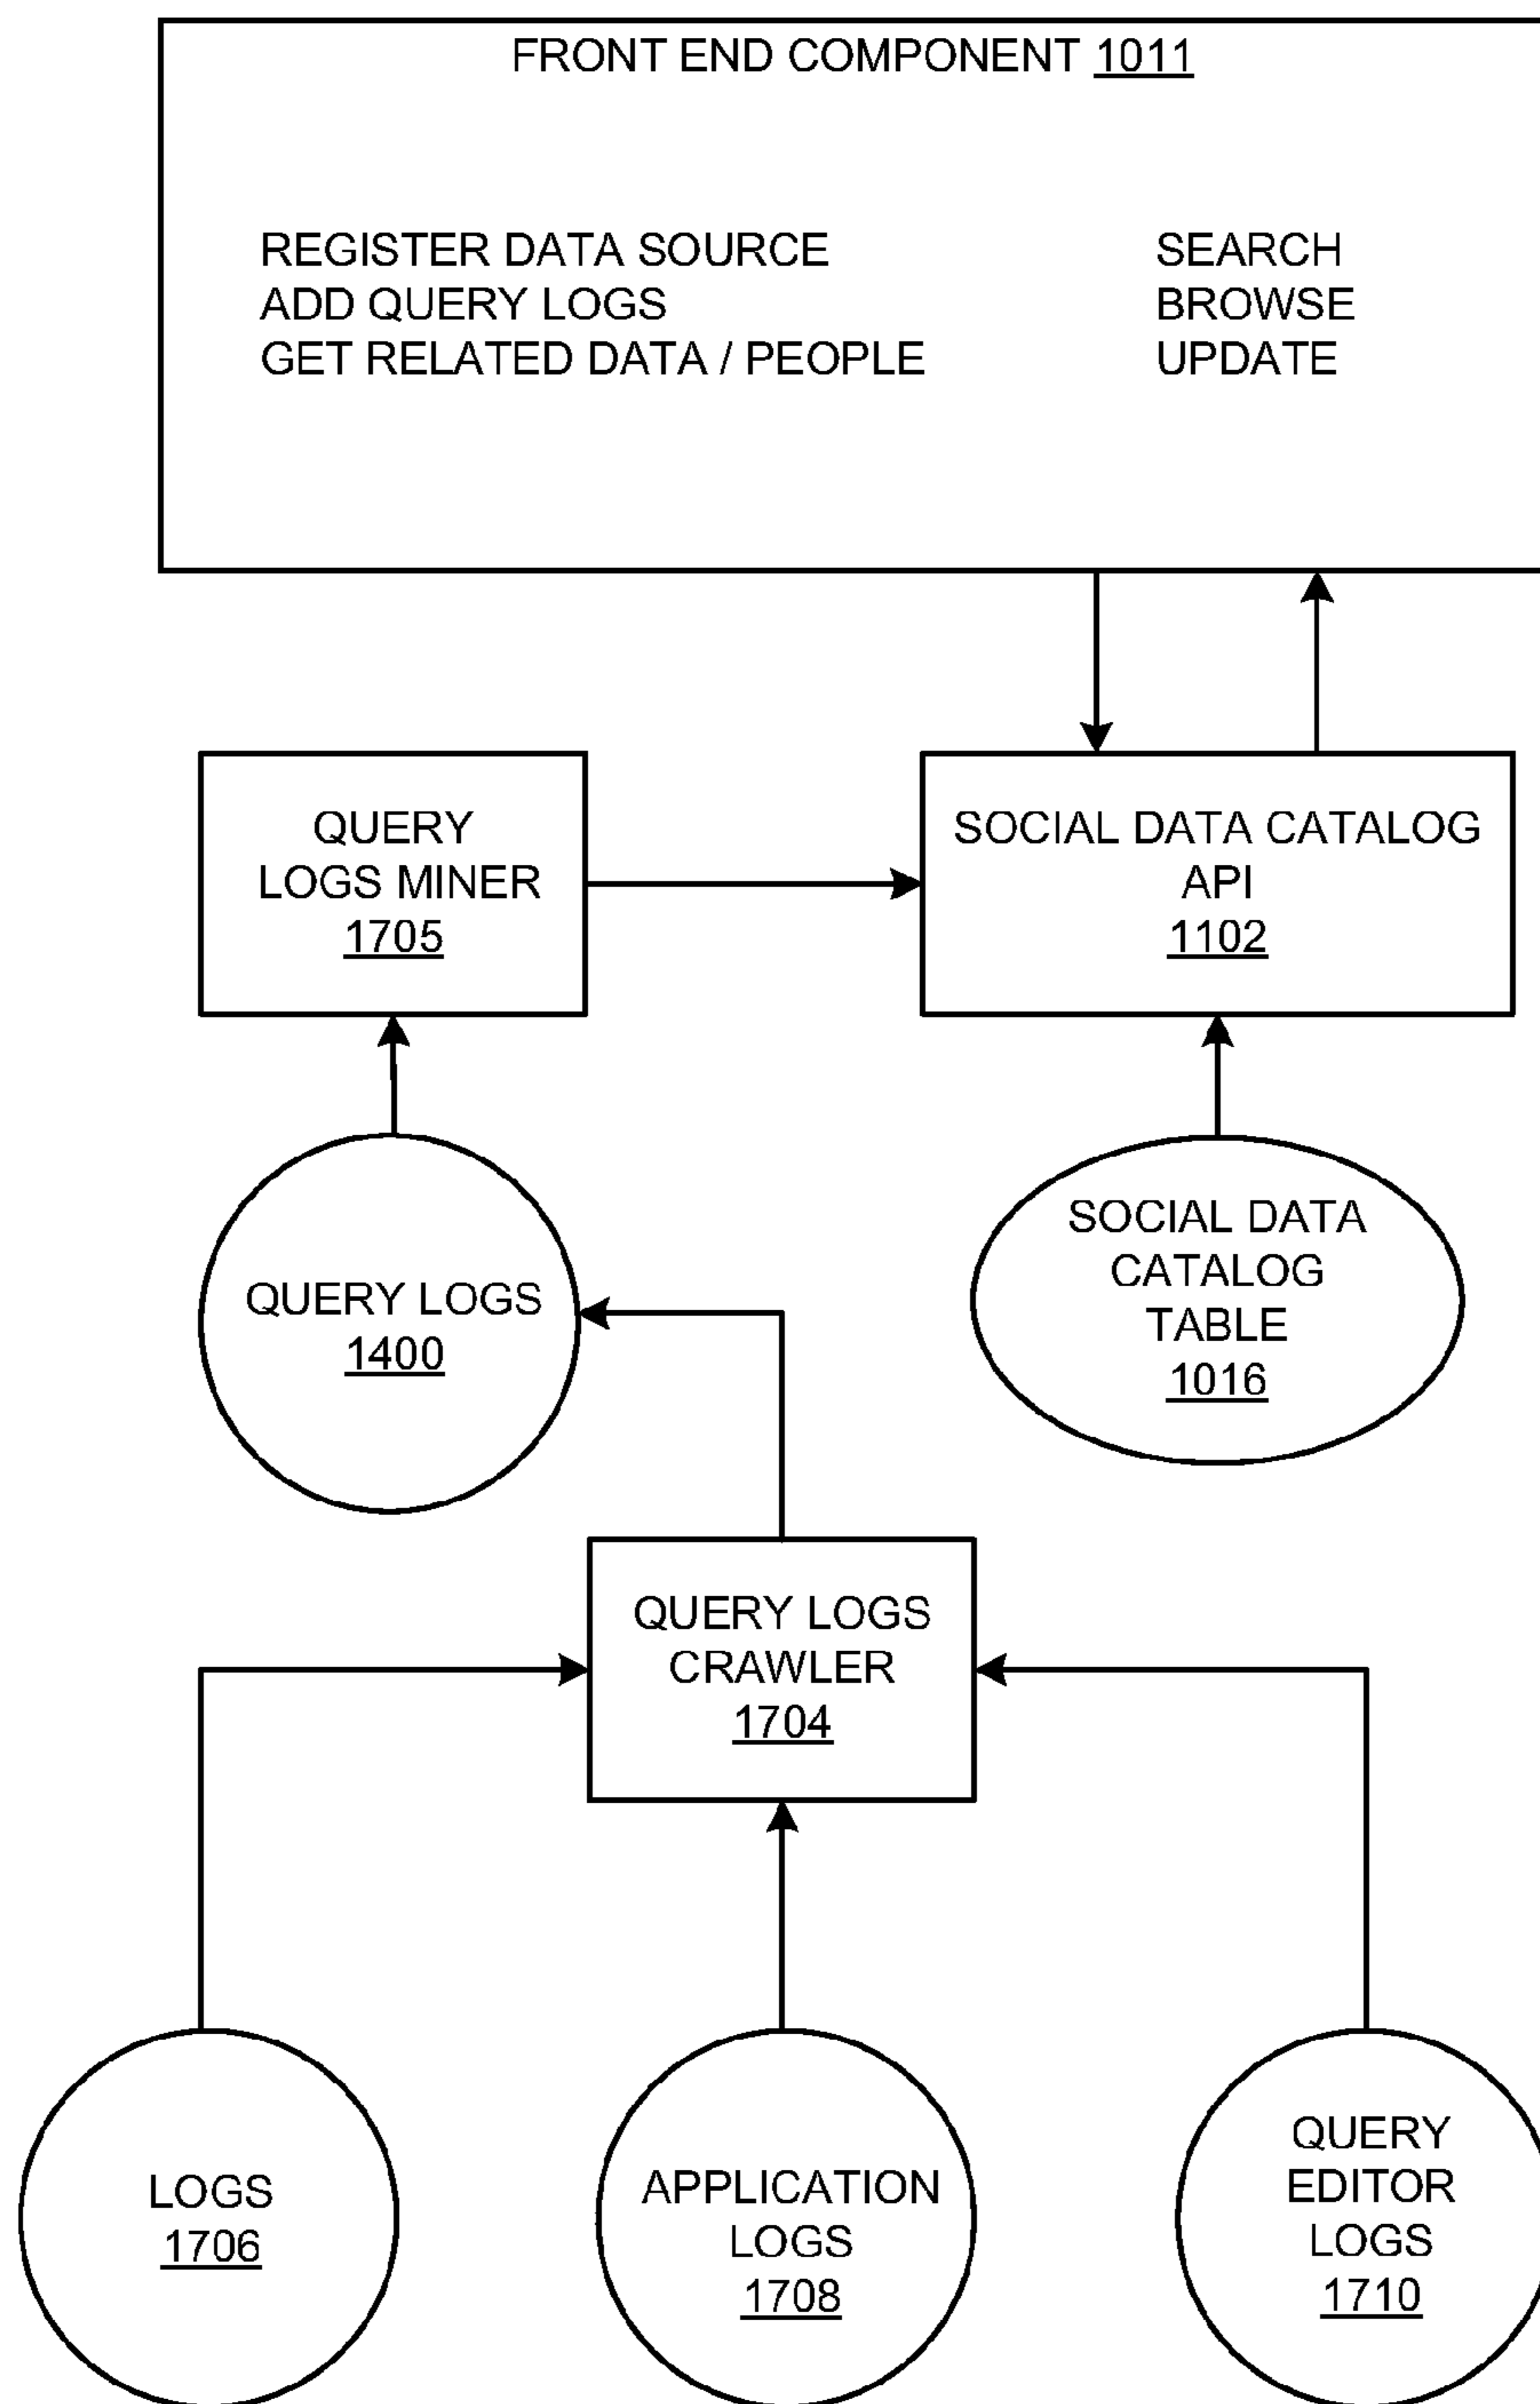 FRONT END COMPONENT 1011
REGISTER DATA SOURCE
ADD QUERY LOGS
GET RELATED DATA / PEOPLE
SEARCH
BROWSE
UPDATE
QUERY
LOGS MINER
1705
SOCIAL DATA CATALOG
API
1102
QUERY LOGS
1400
SOCIAL DATA
CATALOG
TABLE
1016
QUERY LOGS
CRAWLER
1704
LOGS
1706
APPLICATION
LOGS
1708
QUERY
EDITOR
LOGS
1710